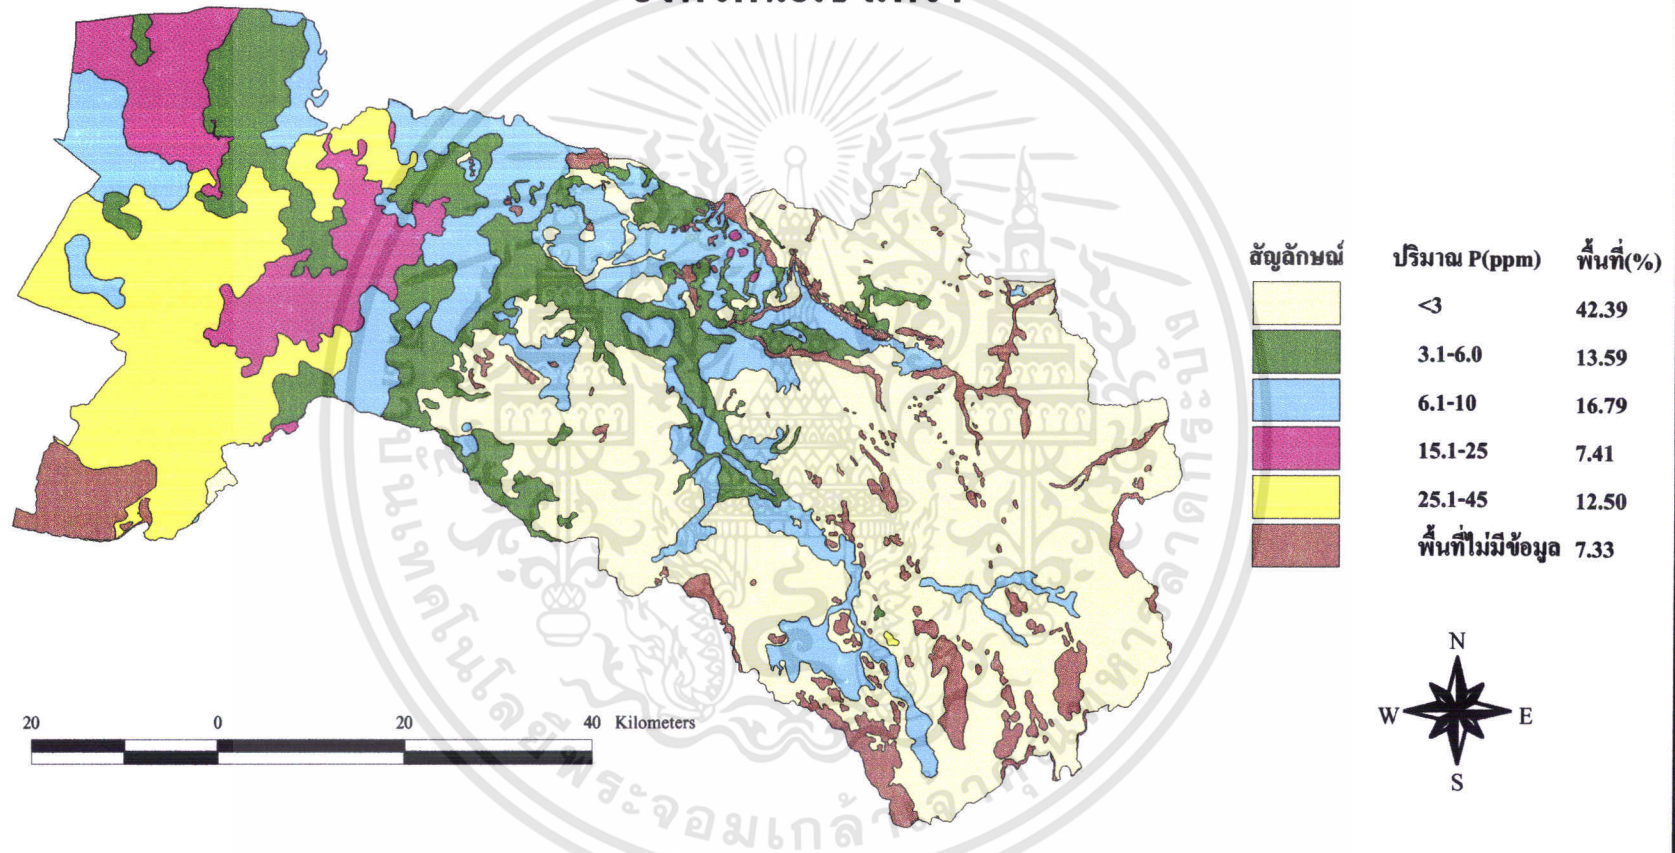 สัญลักษณ์ ปริมาณ P(ppm) พื้นที่(%)
<3 42.39
3.1-6.0 13.59
6.1-10 16.79
15.1-25 7.41
25.1-45 12.50
พื้นที่ไม่มีข้อมูล 7.33
N
W E
S
20 0 20 40 Kilometers